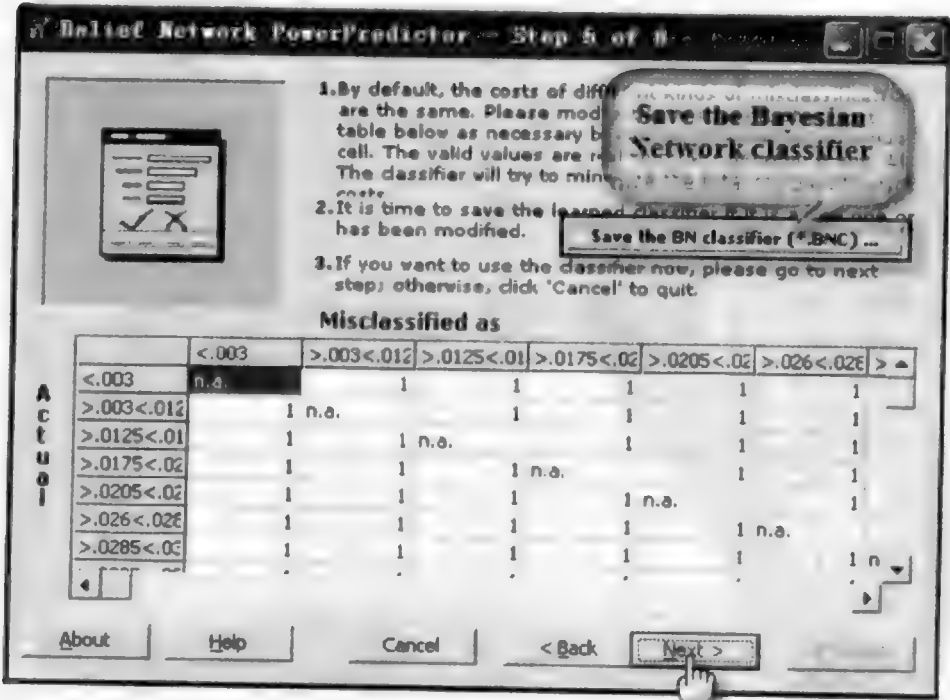 Belief Network PowerPredictor - Step 5 of 8 -
1.By default, the costs of diff
are the same. Please mod
table below as necessary b
cell. The valid values are r
The classifier will try to min
costs.
Save the Bayesian
Network classifier
2.It is time to save the learned classifier if it is a or
has been modified.
Save the BN classifier (*.BNC) ...
3.If you want to use the classifier now, please go to next
step; otherwise, click 'Cancel' to quit.
Misclassified as
<.003 >.003<.012 >.0125<.01 >.0175<.02 >.0205<.02 >.026<.028 >
Actual
<.003 n.a. 1 1 1 1 1
>.003<.012 1 n.a. 1 1 1 1
>.0125<.01 1 1 n.a. 1 1 1
>.0175<.02 1 1 1 n.a. 1 1
>.0205<.02 1 1 1 1 n.a. 1
>.026<.028 1 1 1 1 1 n.a.
>.0285<.03 1 1 1 1 1 1 n
About Help Cancel < Back Next >